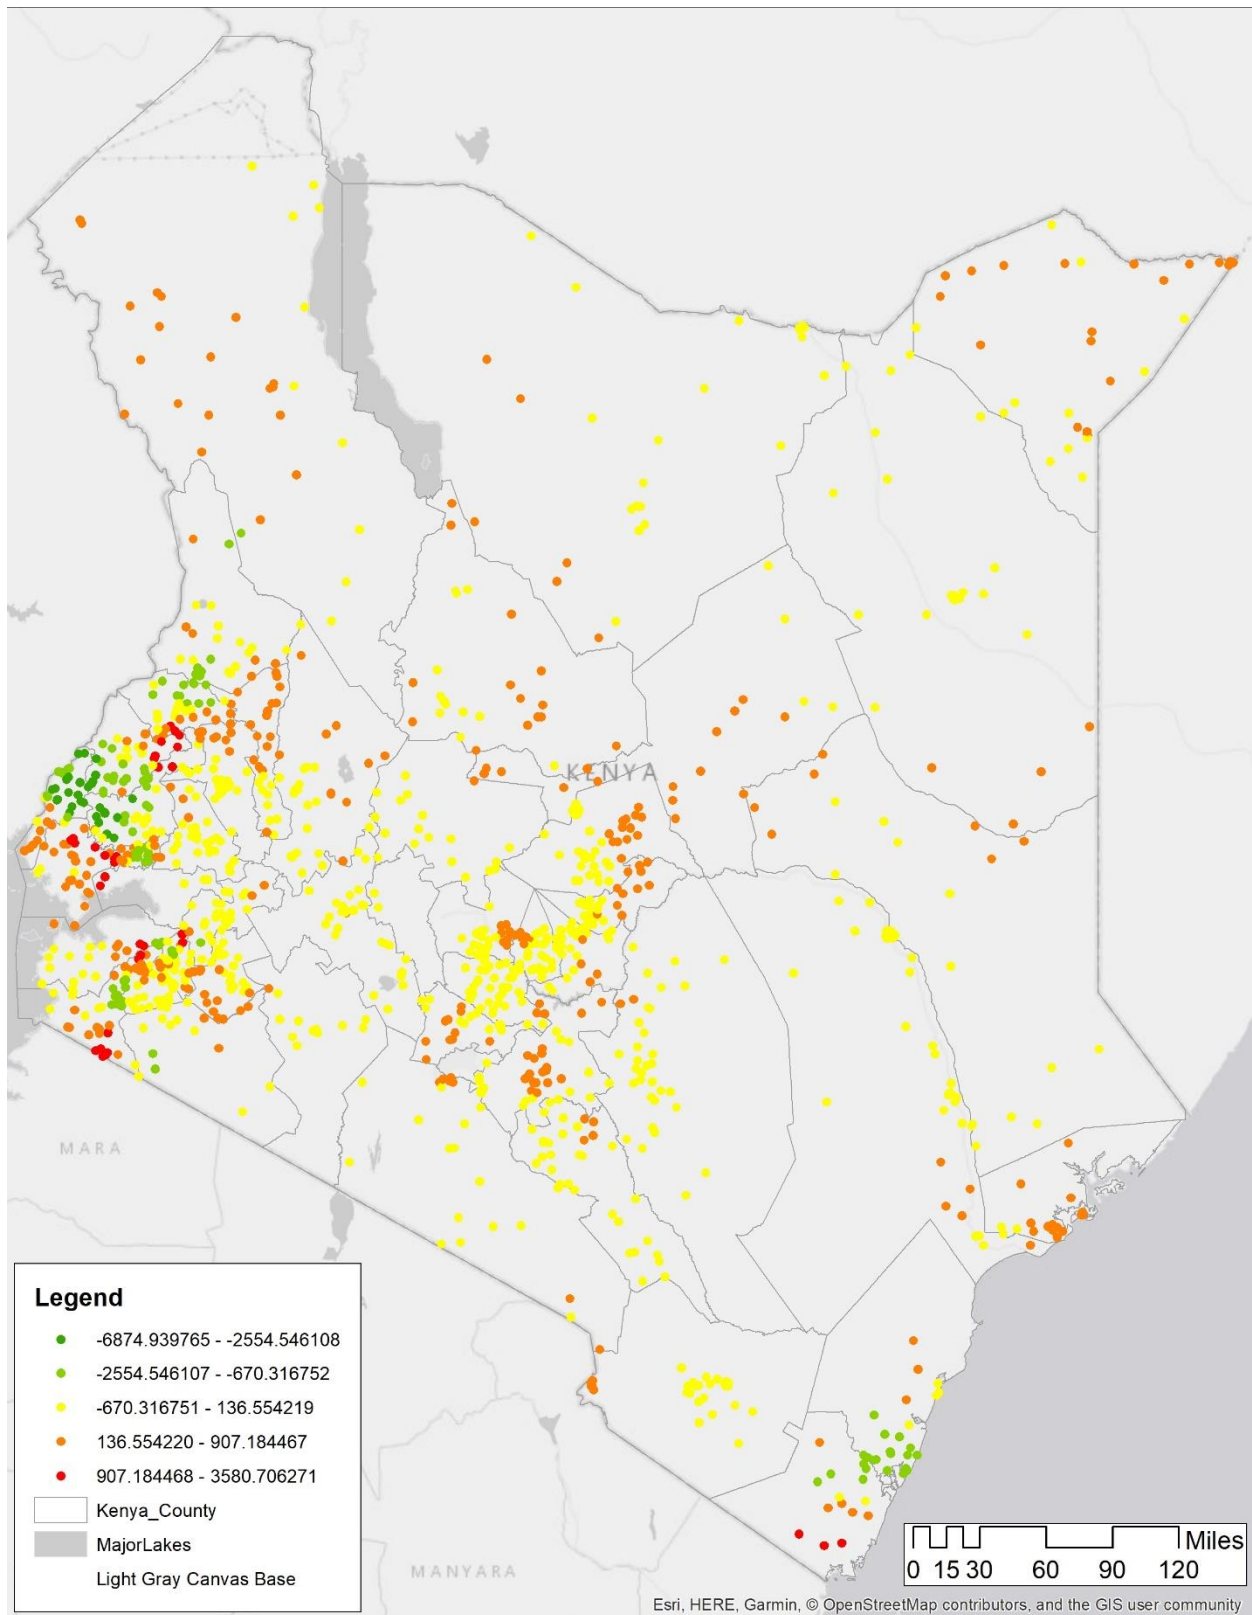 KENYA
MARA
MANYARA
Legend
-6874.939765 - -2554.546108
-2554.546107 - -670.316752
-670.316751 - 136.554219
136.554220 - 907.184467
907.184468 - 3580.706271
Kenya_County
MajorLakes
Light Gray Canvas Base
Miles
0 15 30 60 90 120
Esri, HERE, Garmin, © OpenStreetMap contributors, and the GIS user community